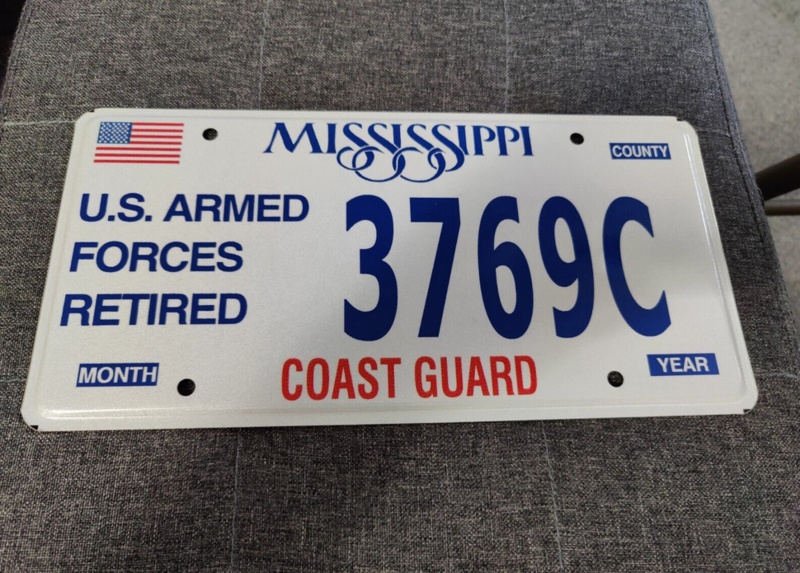 MISSISSIPPI
COUNTY
U.S. ARMED
FORCES
RETIRED
3769C
MONTH
COAST GUARD
YEAR